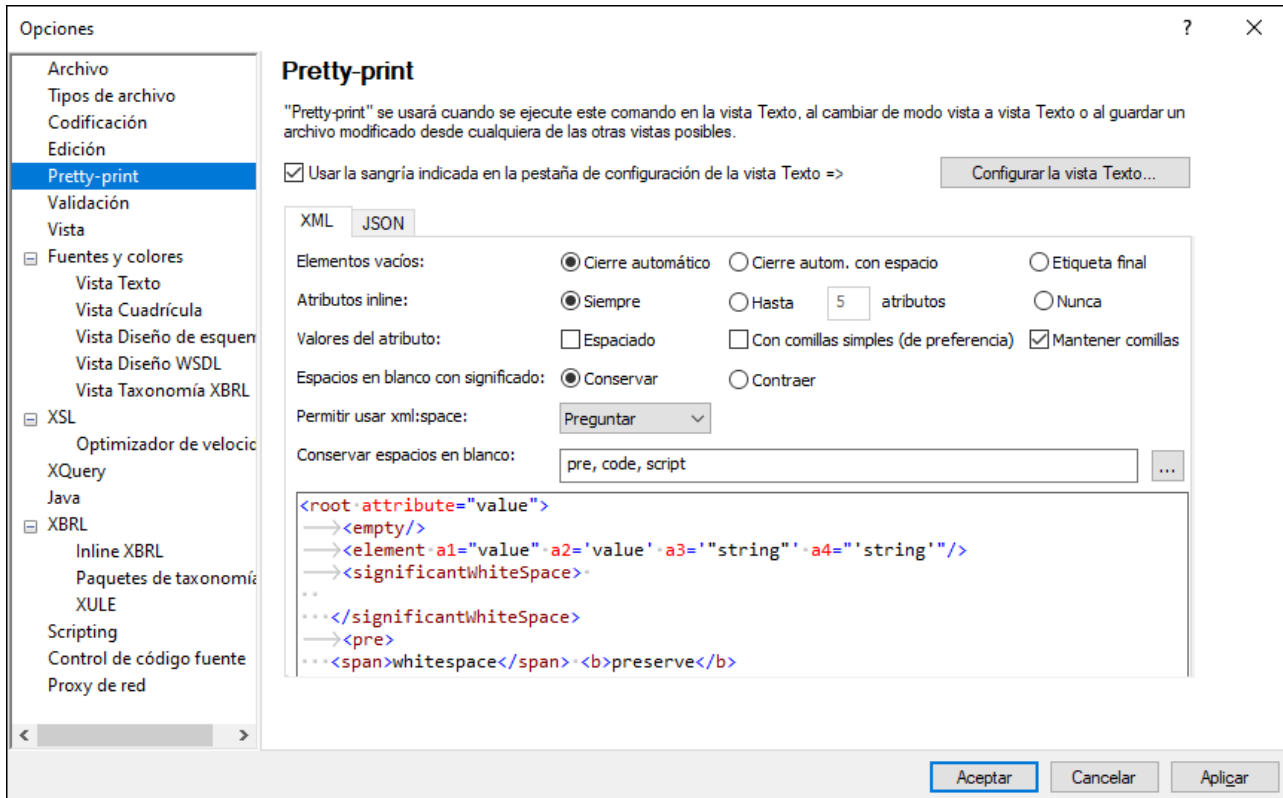 Opciones
?
Archivo
Tipos de archivo
Codificación
Edición
Pretty-print
Validación
Vista
Fuentes y colores
Vista Texto
Vista Cuadrícula
Vista Diseño de esquem
Vista Diseño WSDL
Vista Taxonomía XBRL
XSL
Optimizador de velocid
XQuery
Java
XBRL
Inline XBRL
Paquetes de taxonomía
XULE
Scripting
Control de código fuente
Proxy de red
Pretty-print
"Pretty-print" se usará cuando se ejecute este comando en la vista Texto, al cambiar de modo vista a vista Texto o al guardar un
archivo modificado desde cualquiera de las otras vistas posibles.
Usar la sangría indicada en la pestaña de configuración de la vista Texto => Configurar la vista Texto...
XML JSON
Elementos vacíos: Cierre automático Cierre autom. con espacio Etiqueta final
Atributos inline: Siempre Hasta 5 atributos Nunca
Valores del atributo: Espaciado Con comillas simples (de preferencia) Mantener comillas
Espacios en blanco con significado: Conservar Contraer
Permitir usar xml:space: Preguntar
Conservar espacios en blanco: pre, code, script ...
<root attribute="value">
<empty/>
<element a1="value" a2='value' a3='"string"' a4="'string'"/>
<significantWhiteSpace>
</significantWhiteSpace>
<pre>
<span>whitespace</span> <b>preserve</b>
Aceptar Cancelar Aplicar